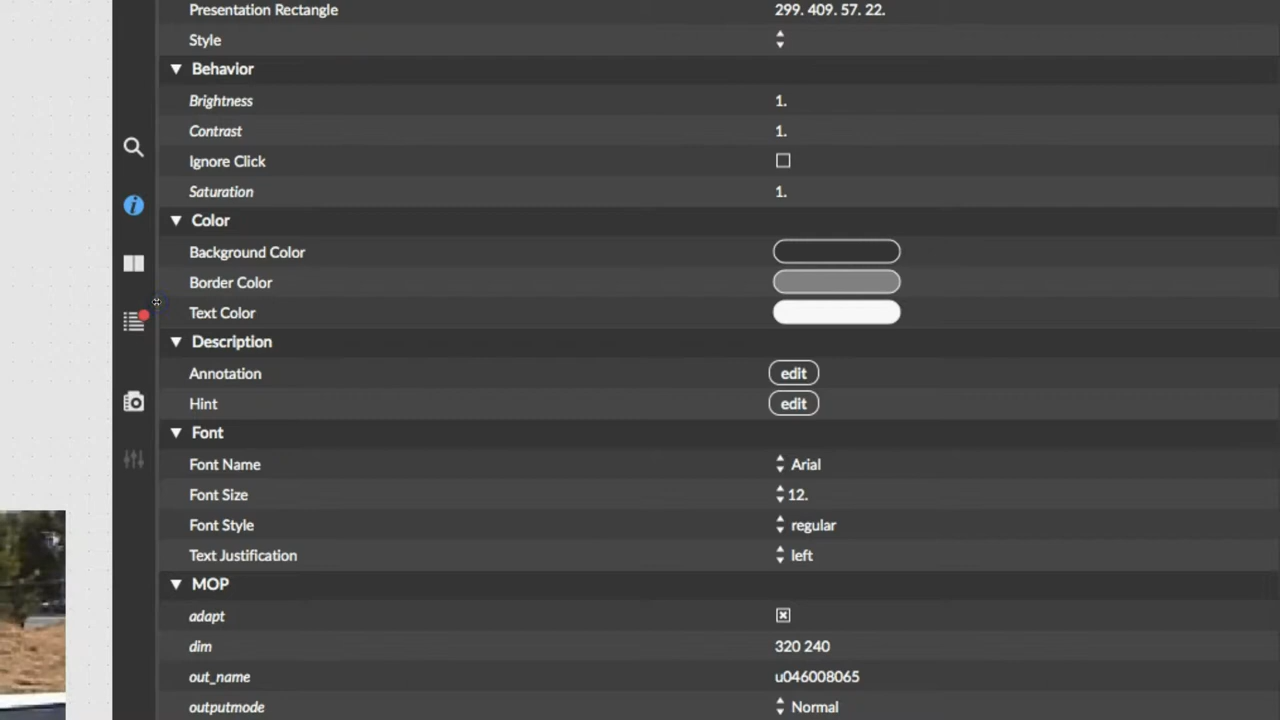 Presentation Rectangle 299. 409. 57. 22.
Style
Behavior
Brightness 1.
Contrast 1.
Ignore Click
Saturation 1.
Color
Background Color
Border Color
Text Color
Description
Annotation edit
Hint edit
Font
Font Name Arial
Font Size 12.
Font Style regular
Text Justification left
MOP
adapt
dim 320 240
out_name u046008065
outputmode Normal